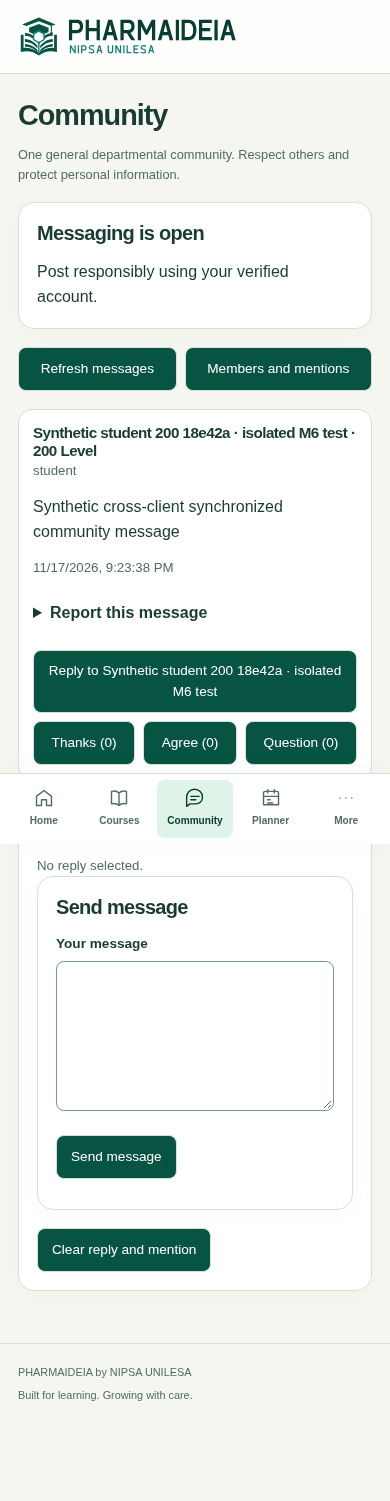 PHARMAIDEIA
NIPSA UNILESA
Community
One general departmental community. Respect others and
protect personal information.
Messaging is open
Post responsibly using your verified
account.
Refresh messages
Members and mentions
Synthetic student 200 18e42a · isolated M6 test ·
200 Level
student
Synthetic cross-client synchronized
community message
11/17/2026, 9:23:38 PM
Report this message
Reply to Synthetic student 200 18e42a · isolated
M6 test
Thanks (0)
Agree (0)
Question (0)
Home
Courses
Community
Planner
More
No reply selected.
Send message
Your message
Send message
Clear reply and mention
PHARMAIDEIA by NIPSA UNILESA
Built for learning. Growing with care.